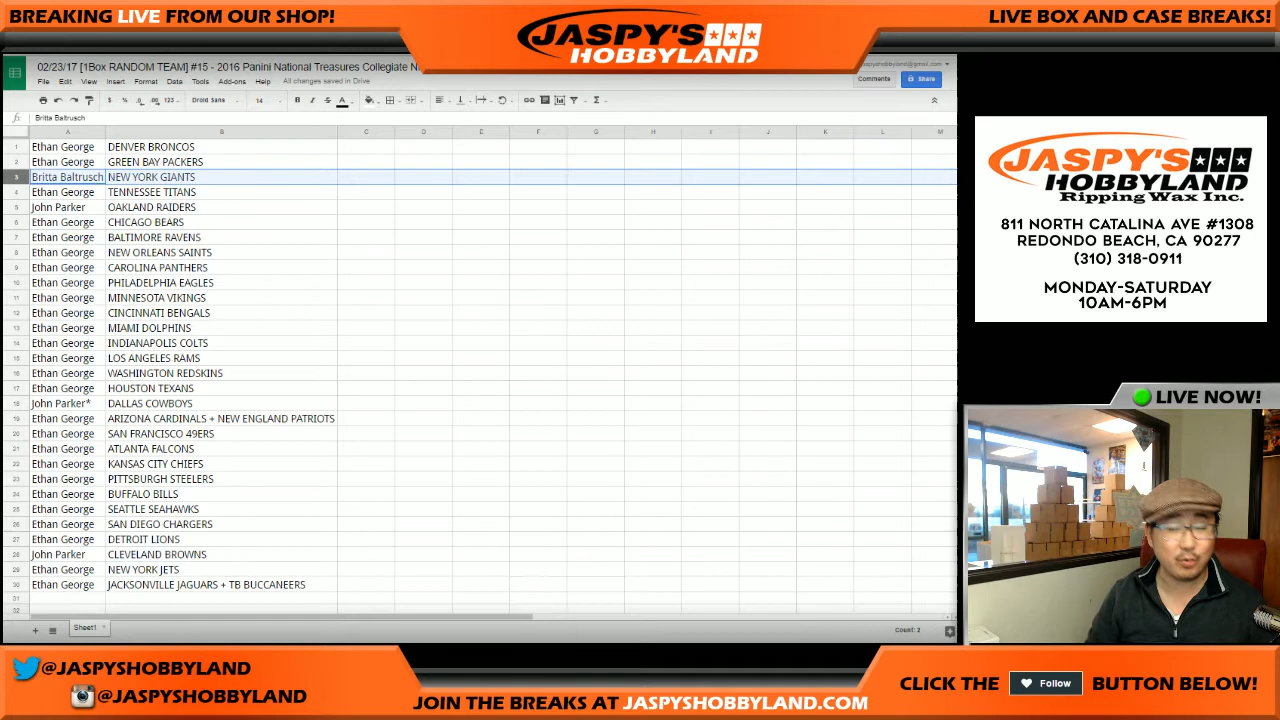 BREAKING LIVE FROM OUR SHOP!
JASPY'S
HOBBYLAND
LIVE BOX AND CASE BREAKS!
02/23/17 [1Box RANDOM TEAM] #15 - 2016 Panini National Treasures Collegiate
jaspyshobbyland@gmail.com
File Edit View Insert Format Data Tools Add-ons Help All changes saved in Drive
Comments Share
$ % .0 .00 123 Droid Sans 14 B I S A
fx Britta Baltrusch
A B C D E F G H I J K L M
1 Ethan George DENVER BRONCOS
2 Ethan George GREEN BAY PACKERS
3 Britta Baltrusch NEW YORK GIANTS
4 Ethan George TENNESSEE TITANS
5 John Parker OAKLAND RAIDERS
6 Ethan George CHICAGO BEARS
7 Ethan George BALTIMORE RAVENS
8 Ethan George NEW ORLEANS SAINTS
9 Ethan George CAROLINA PANTHERS
10 Ethan George PHILADELPHIA EAGLES
11 Ethan George MINNESOTA VIKINGS
12 Ethan George CINCINNATI BENGALS
13 Ethan George MIAMI DOLPHINS
14 Ethan George INDIANAPOLIS COLTS
15 Ethan George LOS ANGELES RAMS
16 Ethan George WASHINGTON REDSKINS
17 Ethan George HOUSTON TEXANS
18 John Parker* DALLAS COWBOYS
19 Ethan George ARIZONA CARDINALS + NEW ENGLAND PATRIOTS
20 Ethan George SAN FRANCISCO 49ERS
21 Ethan George ATLANTA FALCONS
22 Ethan George KANSAS CITY CHIEFS
23 Ethan George PITTSBURGH STEELERS
24 Ethan George BUFFALO BILLS
25 Ethan George SEATTLE SEAHAWKS
26 Ethan George SAN DIEGO CHARGERS
27 Ethan George DETROIT LIONS
28 John Parker CLEVELAND BROWNS
29 Ethan George NEW YORK JETS
30 Ethan George JACKSONVILLE JAGUARS + TB BUCCANEERS
31
32
Sheet1
Count: 2
JASPY'S
HOBBYLAND
Ripping Wax Inc.
811 NORTH CATALINA AVE #1308
REDONDO BEACH, CA 90277
(310) 318-0911
MONDAY-SATURDAY
10AM-6PM
LIVE NOW!
@JASPYSHOBBYLAND
@JASPYSHOBBYLAND
JOIN THE BREAKS AT JASPYSHOBBYLAND.COM
CLICK THE Follow BUTTON BELOW!